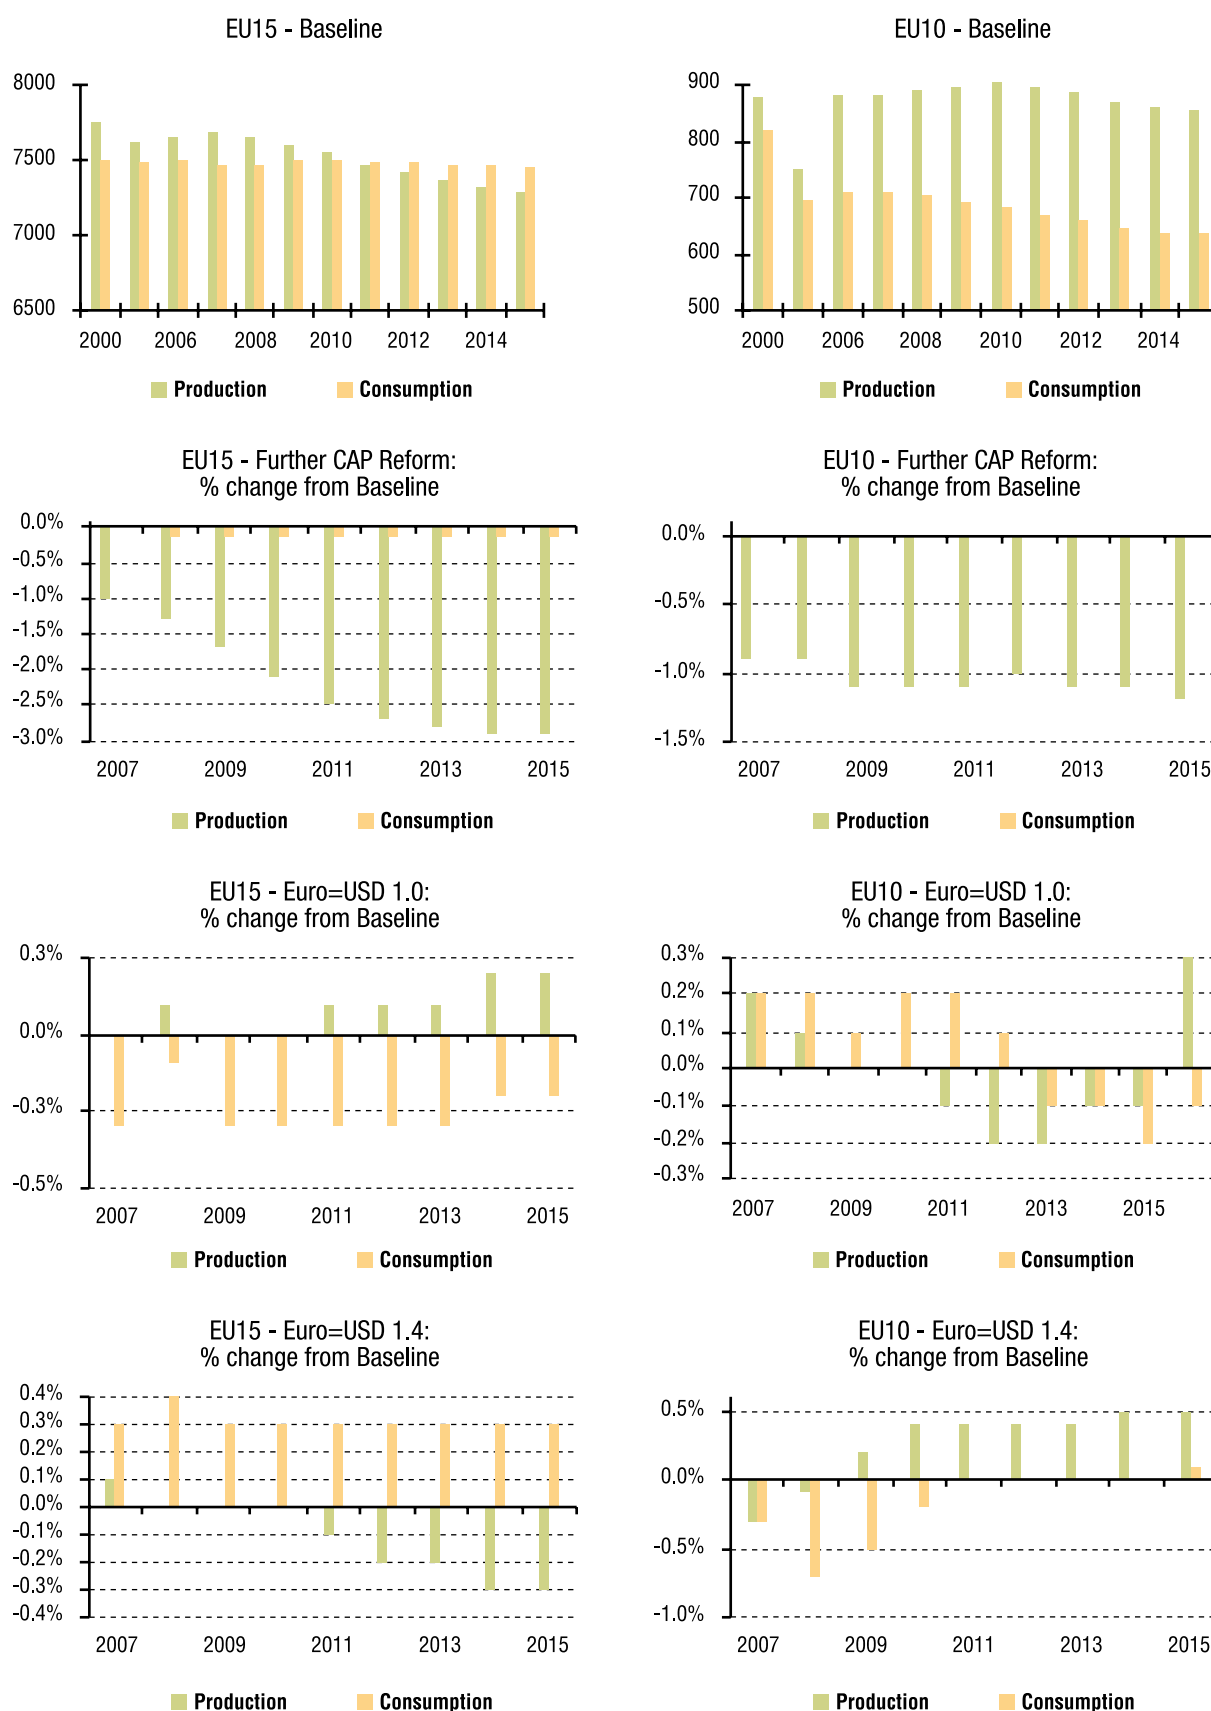 EU15 - Baseline
8000
7500
7000
6500
2000 2006 2008 2010 2012 2014
Production Consumption
EU10 - Baseline
900
800
700
600
500
2000 2006 2008 2010 2012 2014
Production Consumption
EU15 - Further CAP Reform:
% change from Baseline
0.0%
-0.5%
-1.0%
-1.5%
-2.0%
-2.5%
-3.0%
2007 2009 2011 2013 2015
Production Consumption
EU10 - Further CAP Reform:
% change from Baseline
0.0%
-0.5%
-1.0%
-1.5%
2007 2009 2011 2013 2015
Production Consumption
EU15 - Euro=USD 1.0:
% change from Baseline
0.3%
0.0%
-0.3%
-0.5%
2007 2009 2011 2013 2015
Production Consumption
EU10 - Euro=USD 1.0:
% change from Baseline
0.3%
0.2%
0.1%
0.0%
-0.1%
-0.2%
-0.3%
2007 2009 2011 2013 2015
Production Consumption
EU15 - Euro=USD 1.4:
% change from Baseline
0.4%
0.3%
0.2%
0.1%
0.0%
-0.1%
-0.2%
-0.3%
-0.4%
2007 2009 2011 2013 2015
Production Consumption
EU10 - Euro=USD 1.4:
% change from Baseline
0.5%
0.0%
-0.5%
-1.0%
2007 2009 2011 2013 2015
Production Consumption